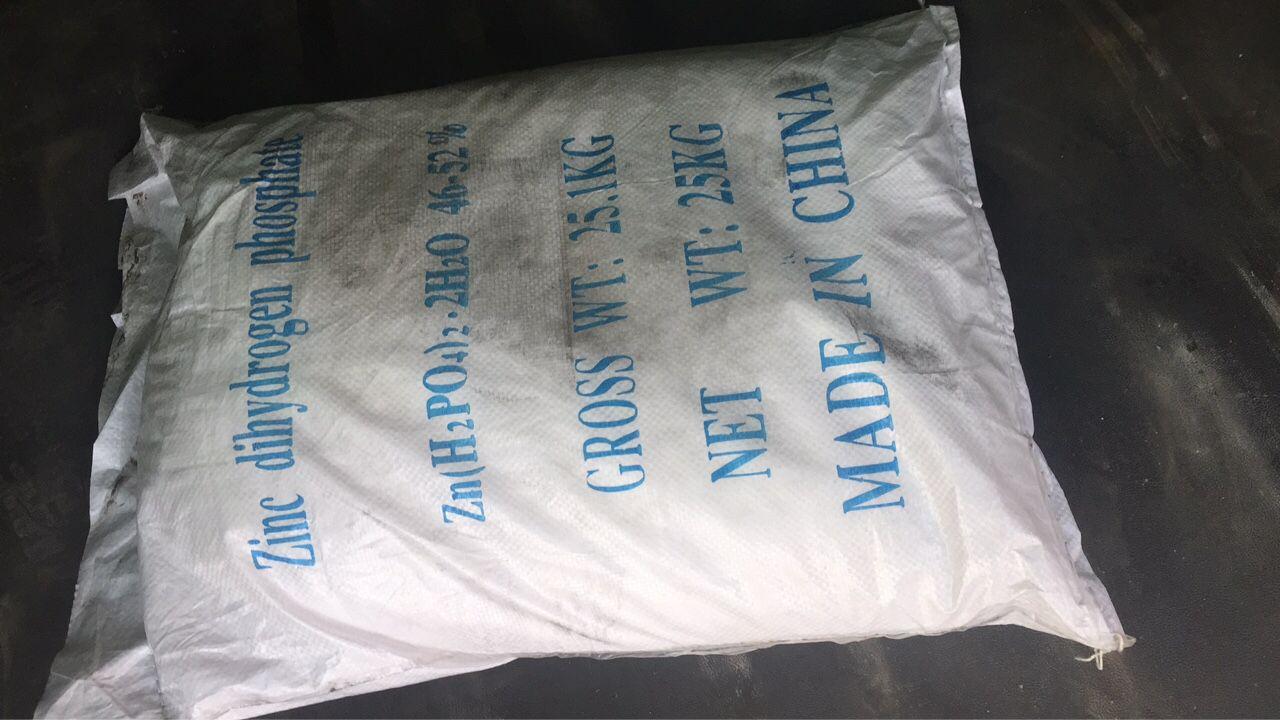 Zinc dihydrogen phosphate
Zn(H₂PO₄)₂·2H₂O 46-52%
GROSS WT: 25.1KG
NET WT: 25KG
MADE IN CHINA